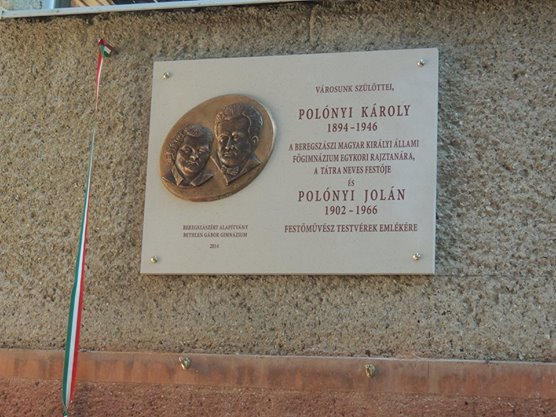 VÁROSUNK SZÜLÖTTEI,
POLÓNYI KÁROLY
1894-1946
A BEREGSZÁSZI MAGYAR KIRÁLYI ÁLLAMI
FŐGIMNÁZIUM EGYKORI RAJZTANÁRA,
A TÁTRA NEVES FESTŐJE
ÉS
POLÓNYI JOLÁN
1902-1966
FESTŐMŰVÉSZ TESTVÉREK EMLÉKÉRE
BEREGSZÁSZÉRT ALAPÍTVÁNY
BETHLEN GÁBOR GIMNÁZIUM
2014